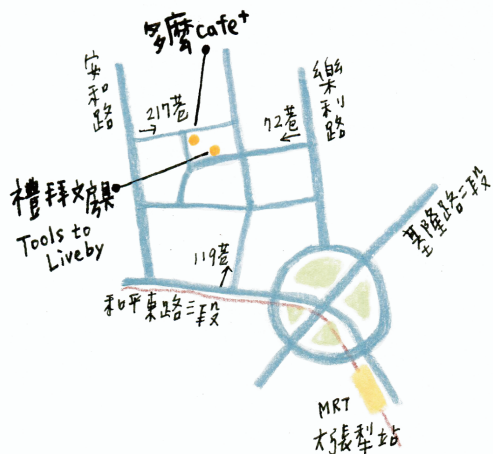 多麼cafe+
安和路
217巷
樂利路
72巷
禮拜文房具
Tools to
Liveby
基隆路二段
119巷
和平東路三段
MRT
六張犁站